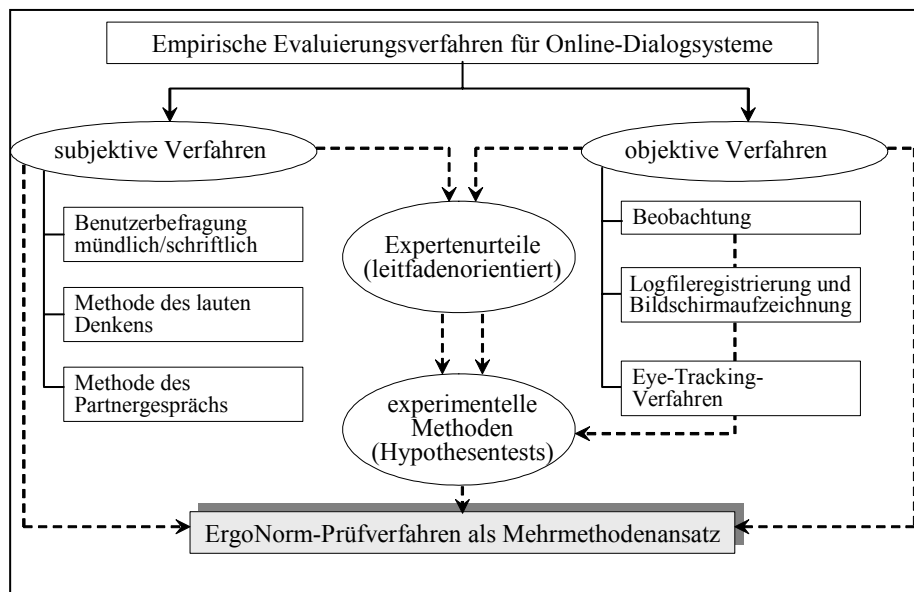 Empirische Evaluierungsverfahren für Online-Dialogsysteme
subjektive Verfahren
objektive Verfahren
Benutzerbefragung
mündlich/schriftlich
Methode des lauten
Denkens
Methode des
Partnergesprächs
Expertenurteile
(leitfadenorientiert)
experimentelle
Methoden
(Hypothesentests)
Beobachtung
Logfileregistrierung und
Bildschirmaufzeichnung
Eye-Tracking-
Verfahren
ErgoNorm-Prüfverfahren als Mehrmethodenansatz